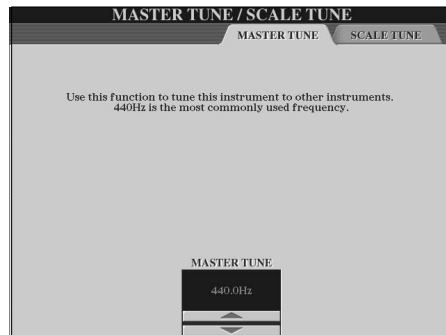 MASTER TUNE / SCALE TUNE
MASTER TUNE
SCALE TUNE
Use this function to tune this instrument to other instruments.
440Hz is the most commonly used frequency.
MASTER TUNE
440.0Hz